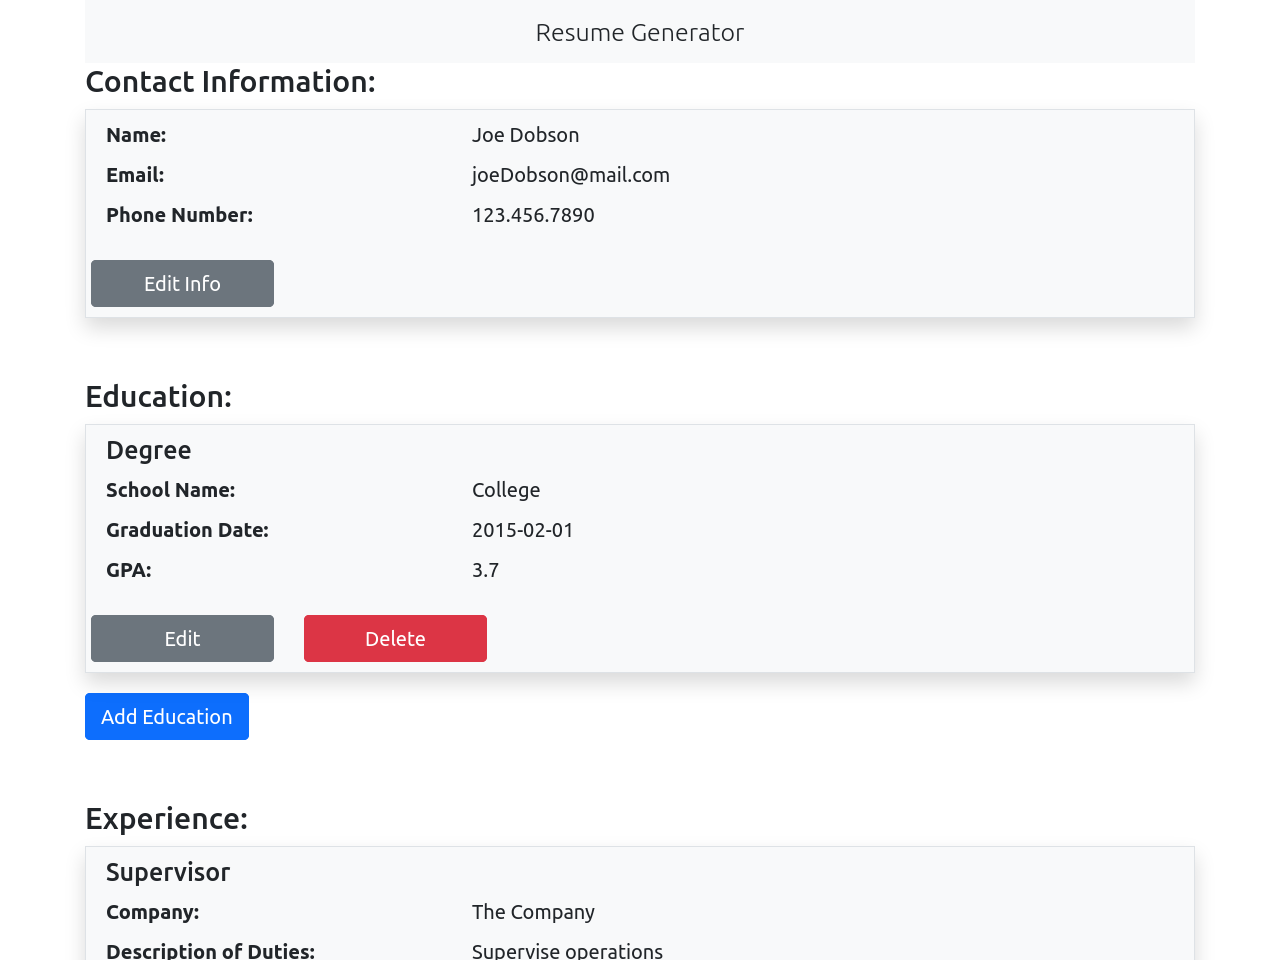 Resume Generator
Contact Information:
Name: Joe Dobson
Email: joeDobson@mail.com
Phone Number: 123.456.7890
Edit Info
Education:
Degree
School Name: College
Graduation Date: 2015-02-01
GPA: 3.7
Edit Delete
Add Education
Experience:
Supervisor
Company: The Company
Description of Duties: Supervise operations